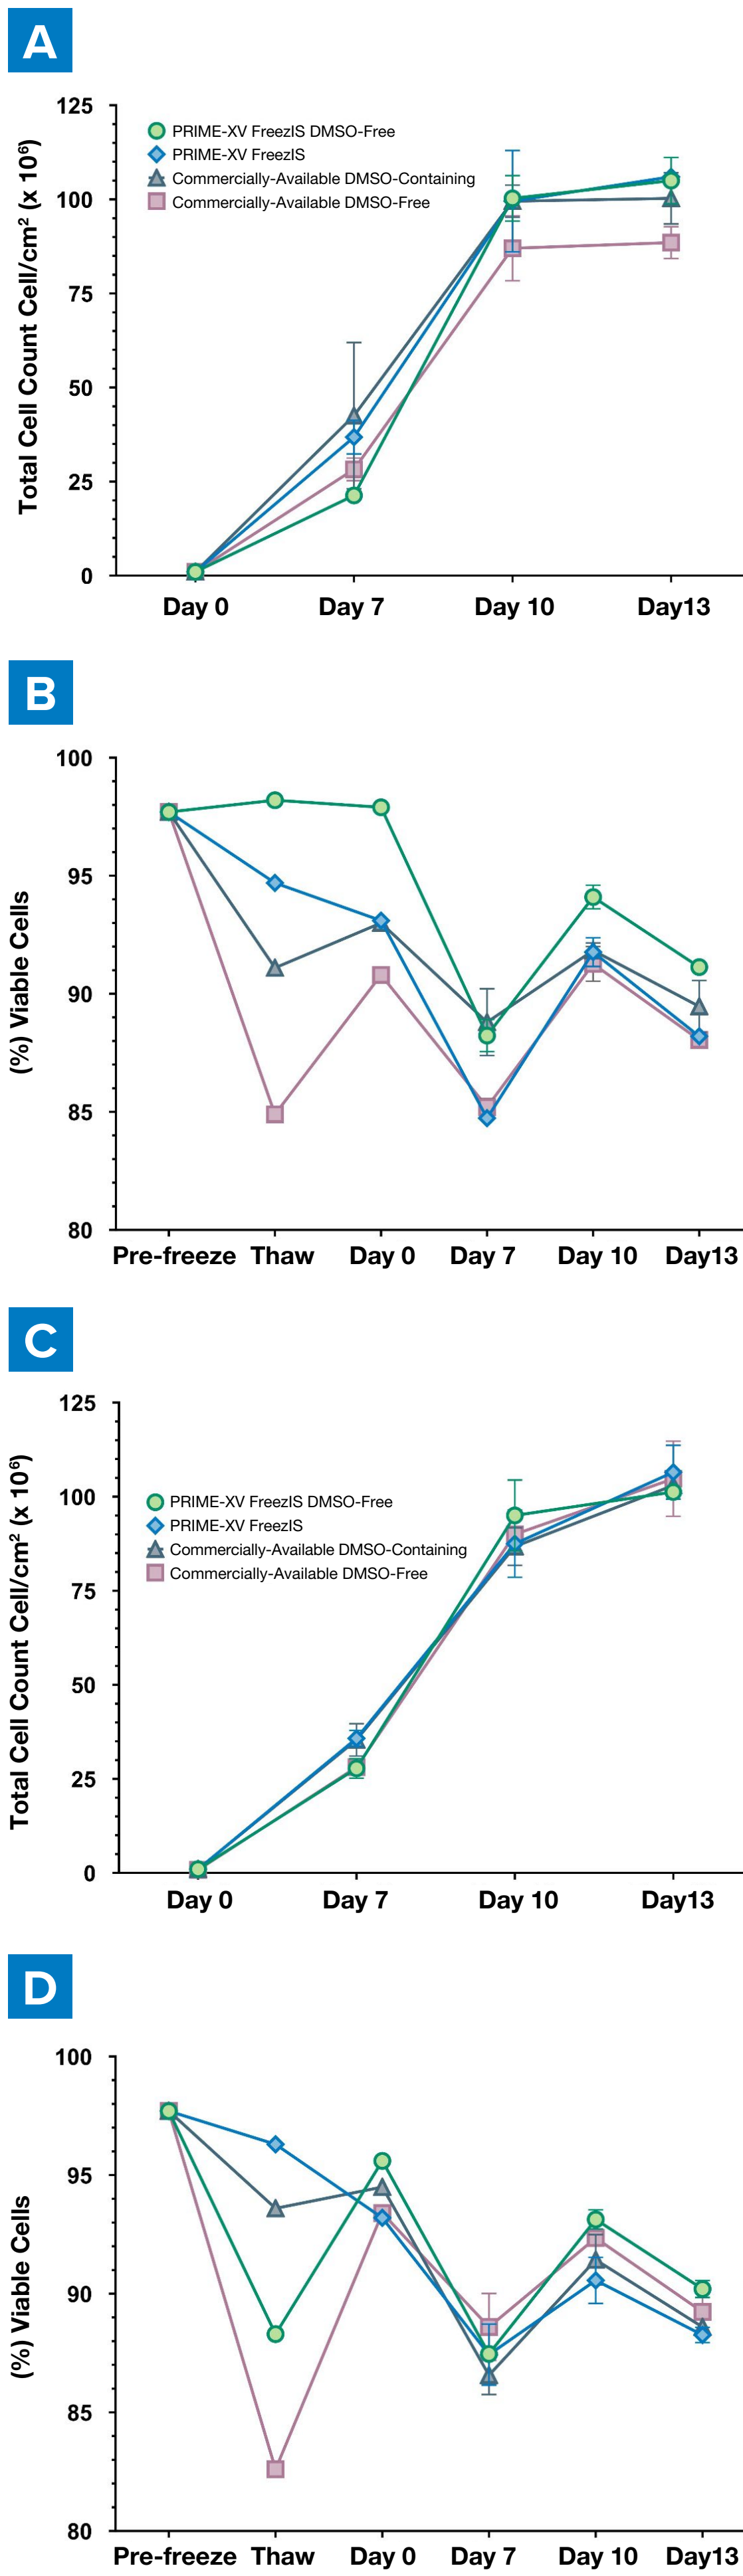 A
Total Cell Count Cell/cm² (x 10⁶)
125
100
75
50
25
0
PRIME-XV FreezIS DMSO-Free
PRIME-XV FreezIS
Commercially-Available DMSO-Containing
Commercially-Available DMSO-Free
Day 0 Day 7 Day 10 Day13
B
(%) Viable Cells
100
95
90
85
80
Pre-freeze Thaw Day 0 Day 7 Day 10 Day13
C
Total Cell Count Cell/cm² (x 10⁶)
125
100
75
50
25
0
PRIME-XV FreezIS DMSO-Free
PRIME-XV FreezIS
Commercially-Available DMSO-Containing
Commercially-Available DMSO-Free
Day 0 Day 7 Day 10 Day13
D
(%) Viable Cells
100
95
90
85
80
Pre-freeze Thaw Day 0 Day 7 Day 10 Day13